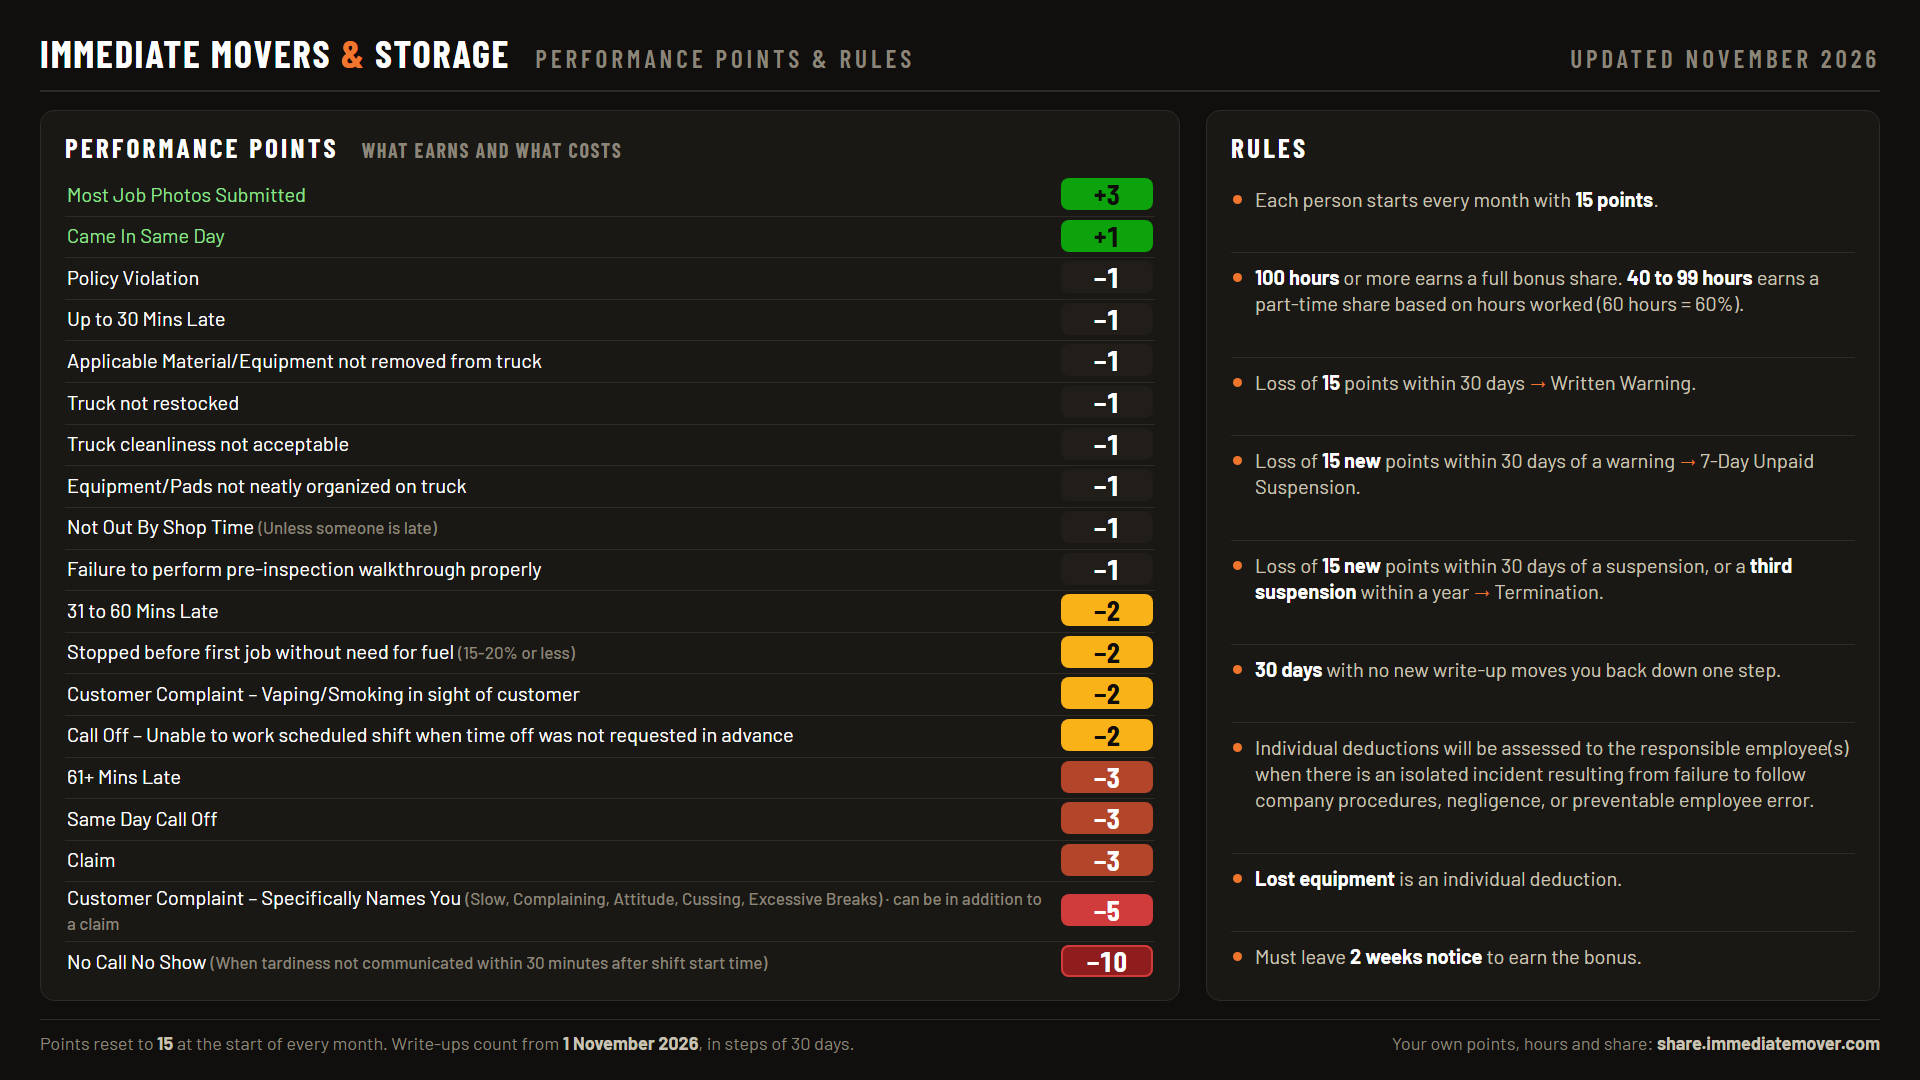 IMMEDIATE MOVERS & STORAGE PERFORMANCE POINTS & RULES UPDATED NOVEMBER 2026
PERFORMANCE POINTS WHAT EARNS AND WHAT COSTS
Most Job Photos Submitted +3
Came In Same Day +1
Policy Violation −1
Up to 30 Mins Late −1
Applicable Material/Equipment not removed from truck −1
Truck not restocked −1
Truck cleanliness not acceptable −1
Equipment/Pads not neatly organized on truck −1
Not Out By Shop Time (Unless someone is late) −1
Failure to perform pre-inspection walkthrough properly −1
31 to 60 Mins Late −2
Stopped before first job without need for fuel (15-20% or less) −2
Customer Complaint – Vaping/Smoking in sight of customer −2
Call Off – Unable to work scheduled shift when time off was not requested in advance −2
61+ Mins Late −3
Same Day Call Off −3
Claim −3
Customer Complaint – Specifically Names You (Slow, Complaining, Attitude, Cussing, Excessive Breaks) · can be in addition to
a claim −5
No Call No Show (When tardiness not communicated within 30 minutes after shift start time) −10
RULES
• Each person starts every month with 15 points.
• 100 hours or more earns a full bonus share. 40 to 99 hours earns a
part-time share based on hours worked (60 hours = 60%).
• Loss of 15 points within 30 days → Written Warning.
• Loss of 15 new points within 30 days of a warning → 7-Day Unpaid
Suspension.
• Loss of 15 new points within 30 days of a suspension, or a third
suspension within a year → Termination.
• 30 days with no new write-up moves you back down one step.
• Individual deductions will be assessed to the responsible employee(s)
when there is an isolated incident resulting from failure to follow
company procedures, negligence, or preventable employee error.
• Lost equipment is an individual deduction.
• Must leave 2 weeks notice to earn the bonus.
Points reset to 15 at the start of every month. Write-ups count from 1 November 2026, in steps of 30 days.
Your own points, hours and share: share.immediatemover.com